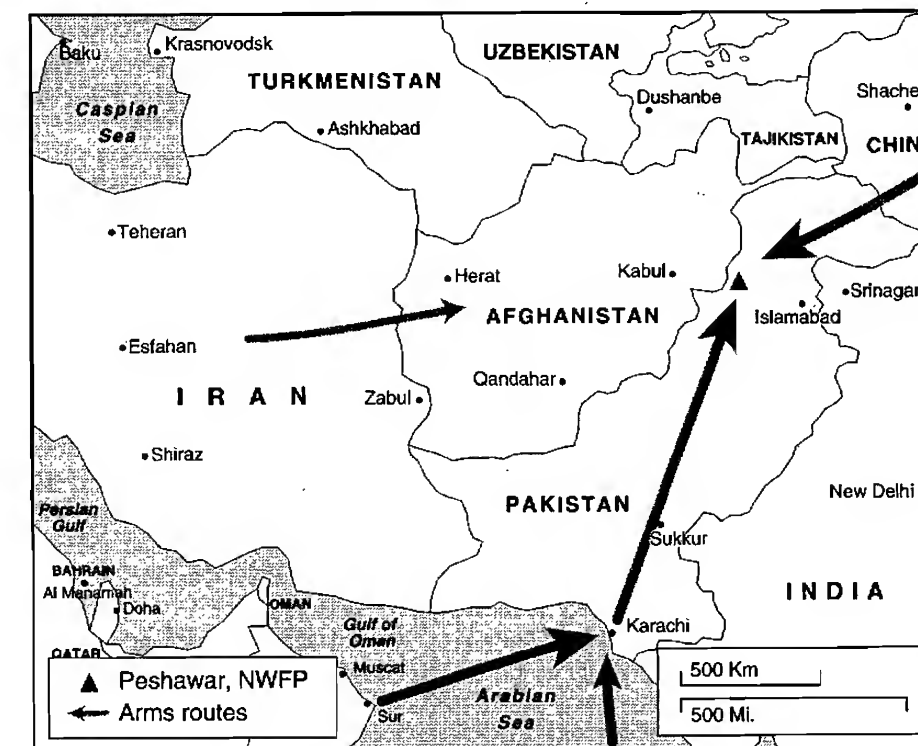 Baku
Krasnovodsk
UZBEKISTAN
TURKMENISTAN
Caspian
Sea
Dushanbe
Shache
Ashkhabad
TAJIKISTAN
CHIN
Teheran
Herat
Kabul
Srinagar
Islamabad
AFGHANISTAN
Esfahan
Qandahar
IRAN
Zabul
Shiraz
New Delhi
PAKISTAN
Persian
Gulf
Sukkur
BAHRAIN
Al Manamah
Doha
OMAN
INDIA
Gulf of
Oman
Karachi
QATAR
Muscat
500 Km
Peshawar, NWFP
Arms routes
Sur
Arabian
Sea
500 Mi.